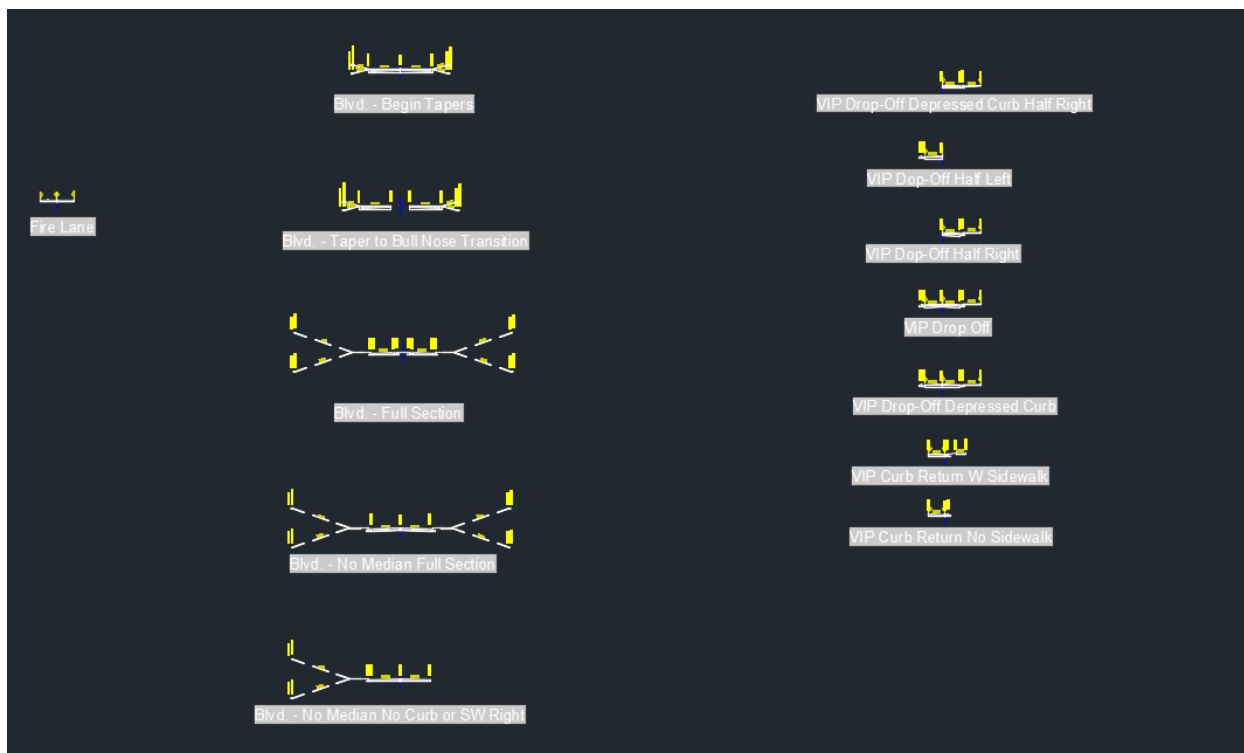 Fire Lane
Blvd. - Begin Tapers
Blvd. - Taper to Bull Nose Transition
Blvd. - Full Section
Blvd. - No Median Full Section
Blvd. - No Median No Curb or SW Right
VIP Drop-Off Depressed Curb Half Right
VIP Dop-Off Half Left
VIP Dop-Off Half Right
VIP Drop Off
VIP Drop-Off Depressed Curb
VIP Curb Return W Sidewalk
VIP Curb Return No Sidewalk